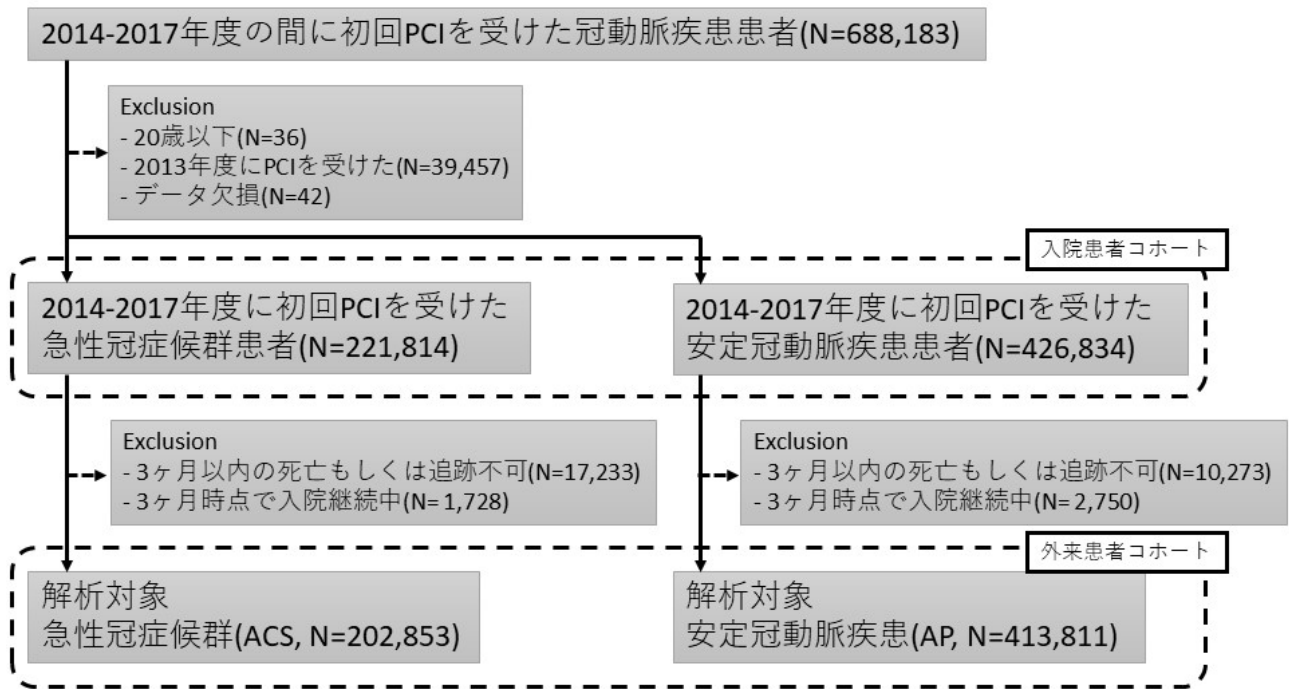 2014-2017年度の間に初回PCIを受けた冠動脈疾患患者(N=688,183)
Exclusion
- 20歳以下(N=36)
- 2013年度にPCIを受けた(N=39,457)
- データ欠損(N=42)
入院患者コホート
2014-2017年度に初回PCIを受けた
急性冠症候群患者(N=221,814)
2014-2017年度に初回PCIを受けた
安定冠動脈疾患患者(N=426,834)
Exclusion
- 3ヶ月以内の死亡もしくは追跡不可(N=17,233)
- 3ヶ月時点で入院継続中(N= 1,728)
Exclusion
- 3ヶ月以内の死亡もしくは追跡不可(N=10,273)
- 3ヶ月時点で入院継続中(N= 2,750)
外来患者コホート
解析対象
急性冠症候群(ACS, N=202,853)
解析対象
安定冠動脈疾患(AP, N=413,811)